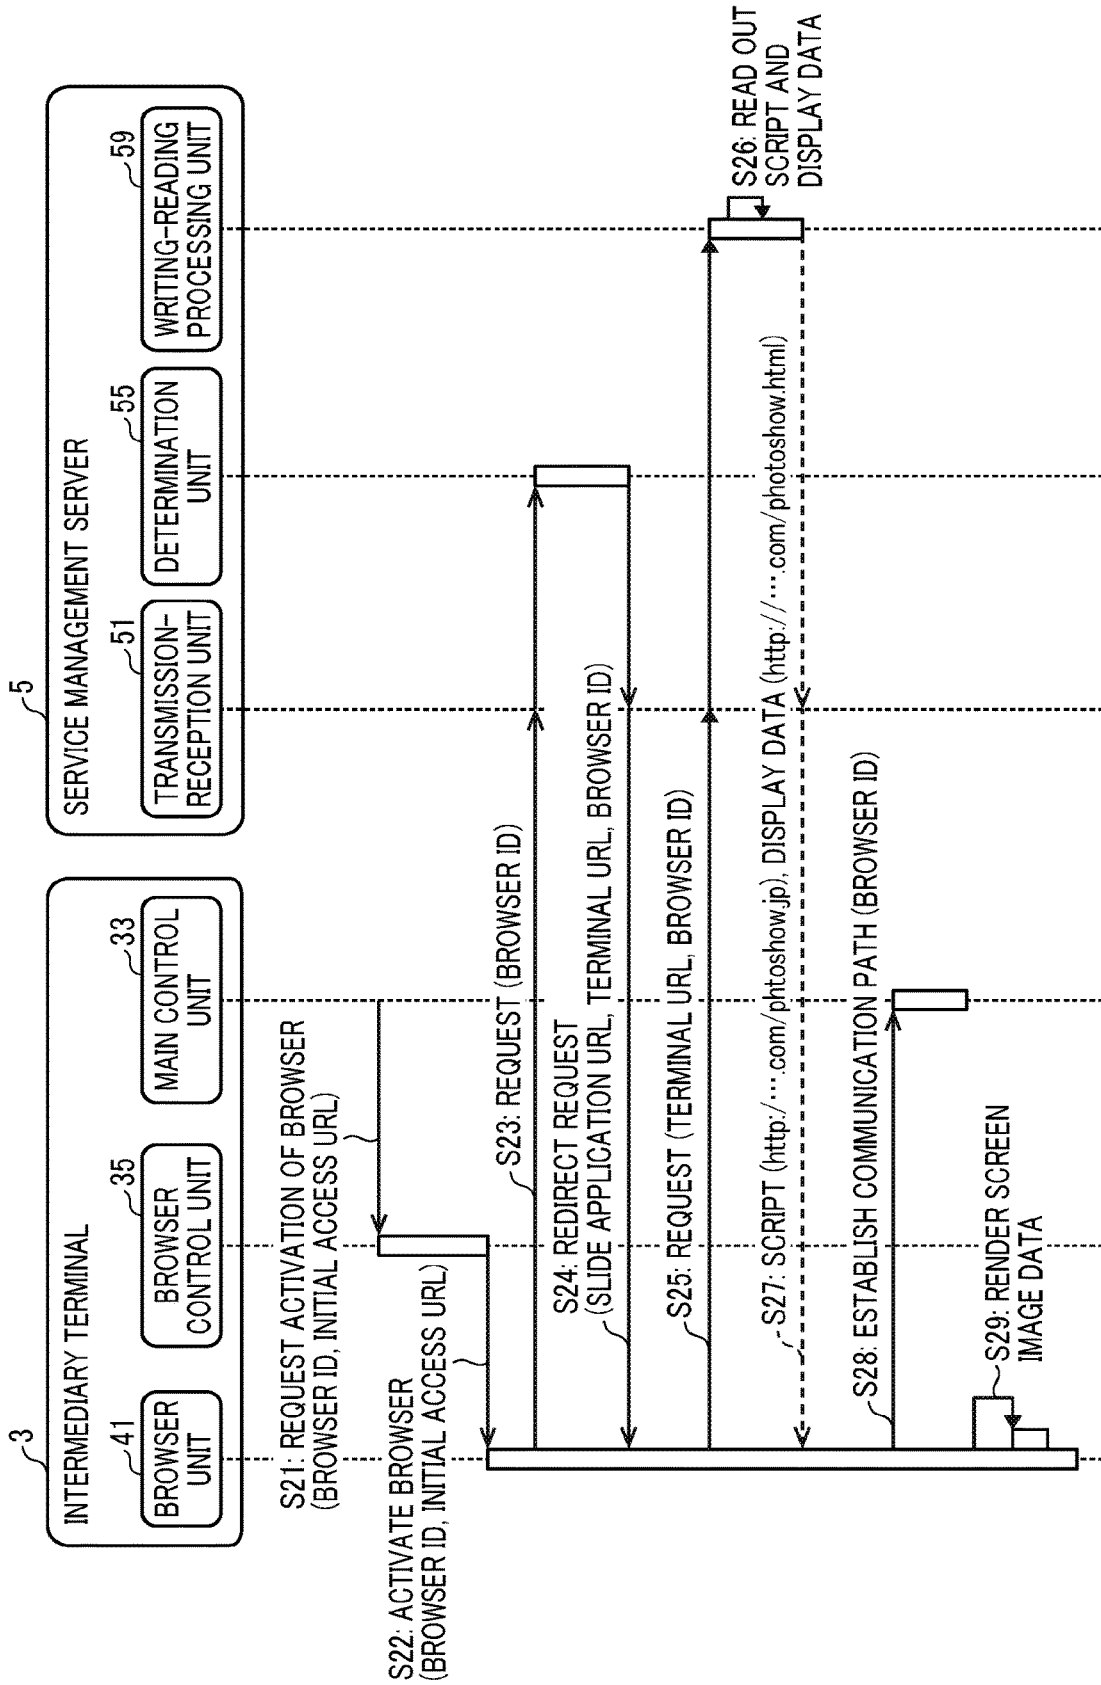 3
INTERMEDIARY TERMINAL
41
BROWSER
UNIT
35
BROWSER
CONTROL UNIT
33
MAIN CONTROL
UNIT
5
SERVICE MANAGEMENT SERVER
51
TRANSMISSION-
RECEPTION UNIT
55
DETERMINATION
UNIT
59
WRITING-READING
PROCESSING UNIT
S21: REQUEST ACTIVATION OF BROWSER
(BROWSER ID, INITIAL ACCESS URL)
S22: ACTIVATE BROWSER
(BROWSER ID, INITIAL ACCESS URL)
S23: REQUEST (BROWSER ID)
S24: REDIRECT REQUEST
(SLIDE APPLICATION URL, TERMINAL URL, BROWSER ID)
S25: REQUEST (TERMINAL URL, BROWSER ID)
S26: READ OUT
SCRIPT AND
DISPLAY DATA
S27: SCRIPT (http://···.com/phtoshow.jp), DISPLAY DATA (http://···.com/photoshow.html)
S28: ESTABLISH COMMUNICATION PATH (BROWSER ID)
S29: RENDER SCREEN
IMAGE DATA